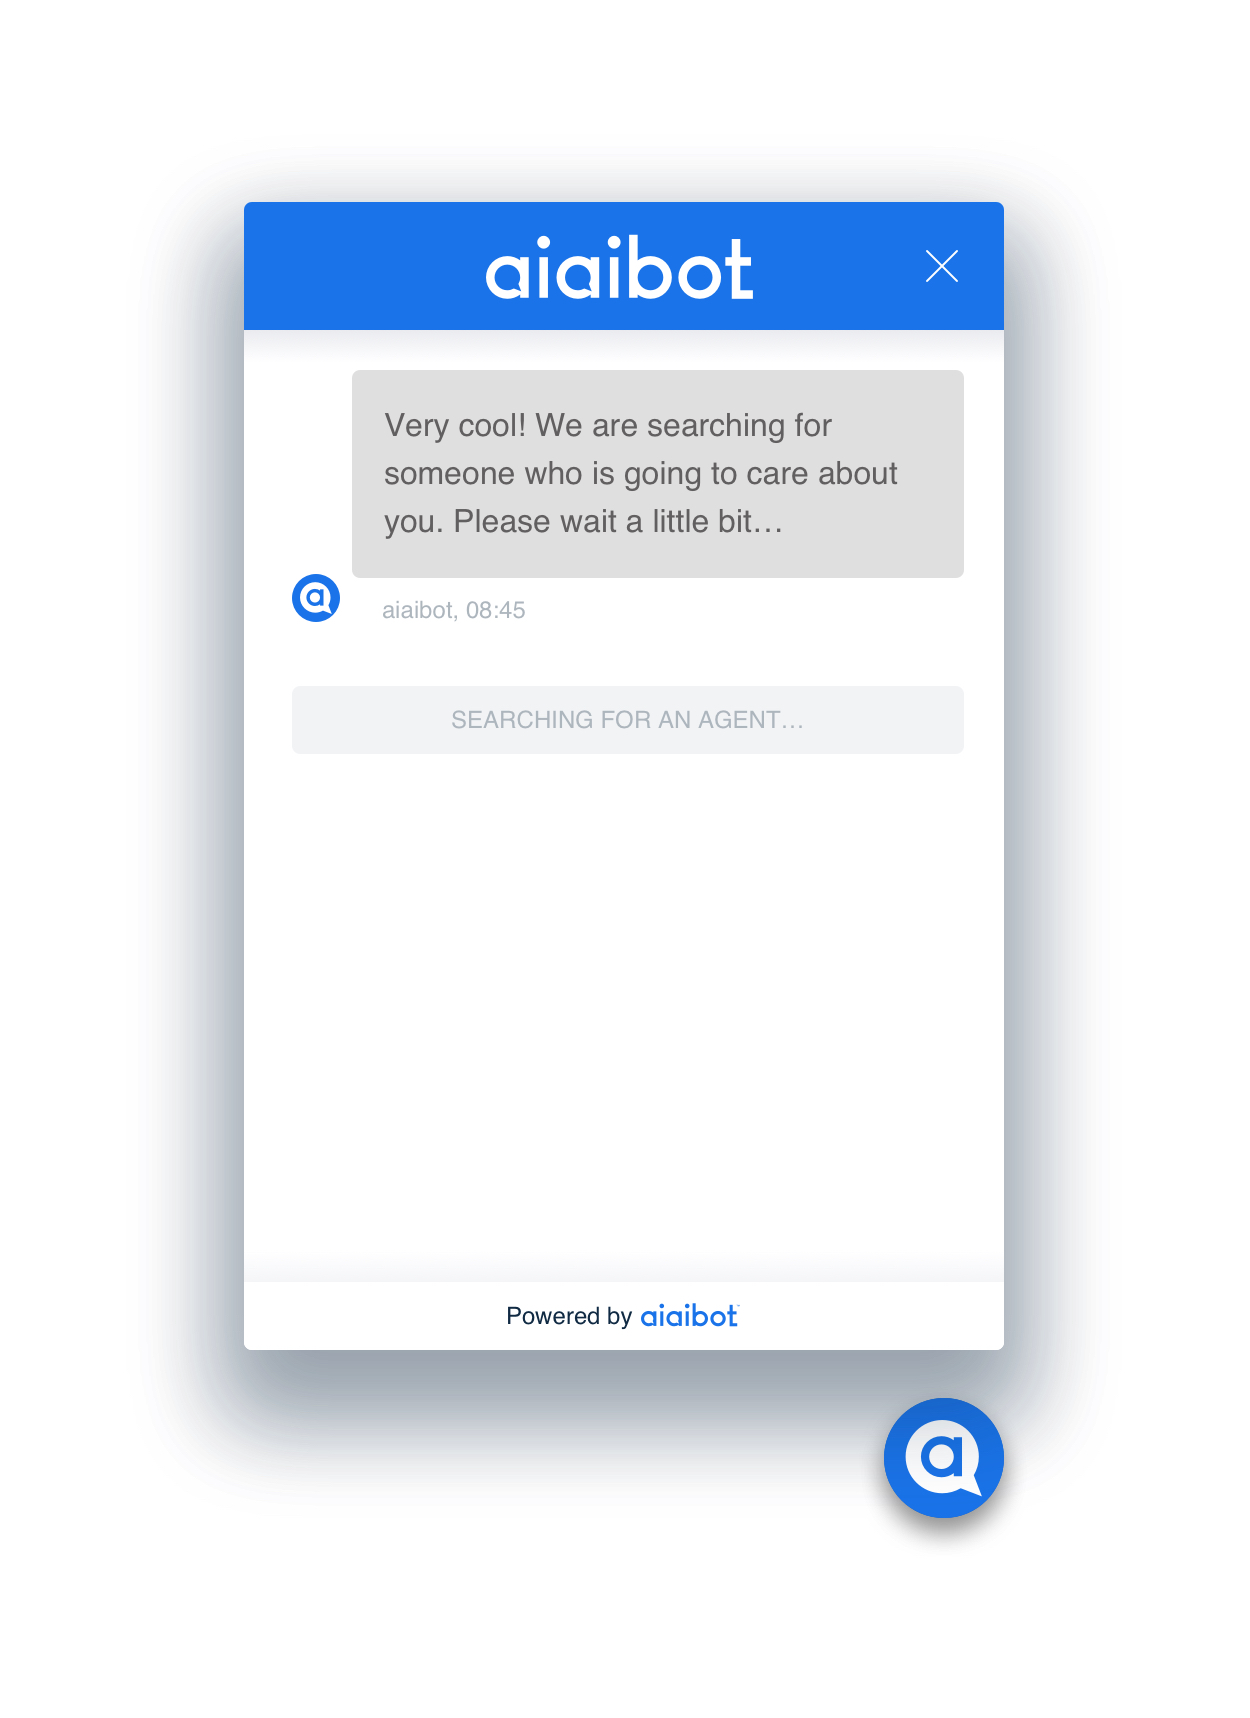 aiaibot
Very cool! We are searching for
someone who is going to care about
you. Please wait a little bit…
aiaibot, 08:45
SEARCHING FOR AN AGENT…
Powered by aiaibot